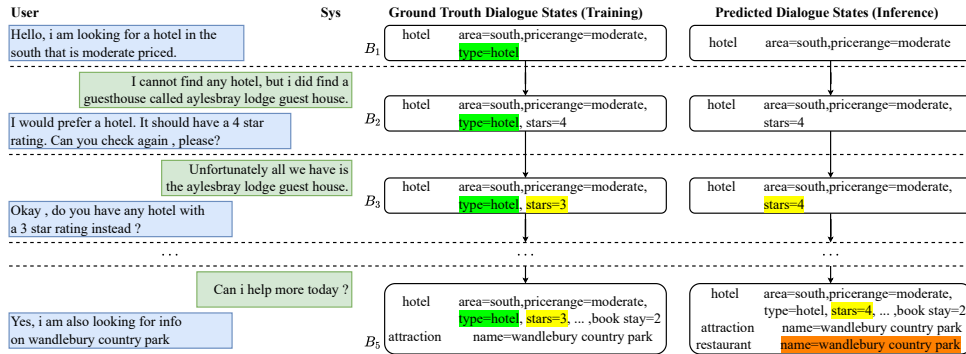 User Sys Ground Trouth Dialogue States (Training) Predicted Dialogue States (Inference)
Hello, i am looking for a hotel in the
south that is moderate priced.
B1
hotel area=south,pricerange=moderate,
type=hotel
hotel area=south,pricerange=moderate
I cannot find any hotel, but i did find a
guesthouse called aylesbray lodge guest house.
I would prefer a hotel. It should have a 4 star
rating. Can you check again , please?
B2
hotel area=south,pricerange=moderate,
type=hotel, stars=4
hotel area=south,pricerange=moderate,
stars=4
Unfortunately all we have is
the aylesbray lodge guest house.
Okay , do you have any hotel with
a 3 star rating instead ?
B3
hotel area=south,pricerange=moderate,
type=hotel, stars=3
hotel area=south,pricerange=moderate,
stars=4
... ... ...
Can i help more today ?
Yes, i am also looking for info
on wandlebury country park
B5
hotel area=south,pricerange=moderate,
type=hotel, stars=3, ... ,book stay=2
attraction name=wandlebury country park
hotel area=south,pricerange=moderate,
type=hotel, stars=4, ... ,book stay=2
attraction name=wandlebury country park
restaurant name=wandlebury country park